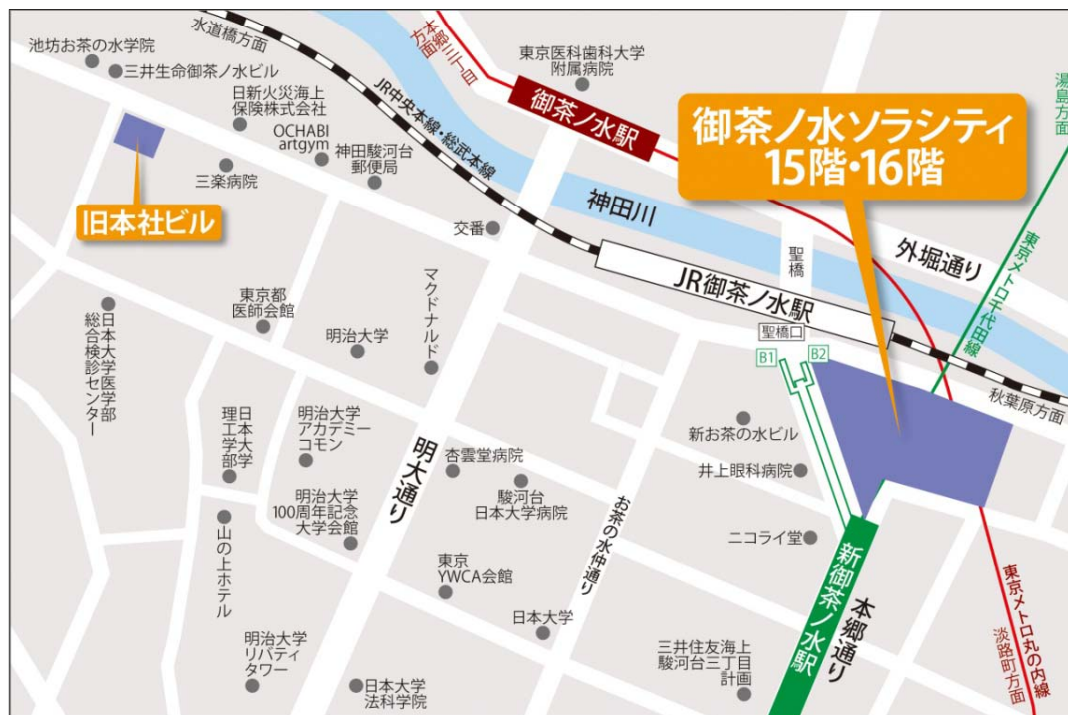 水道橋方面
池坊お茶の水学院
三井生命御茶ノ水ビル
日新火災海上
保険株式会社
OCHABI
artgym
神田駿河台
郵便局
三楽病院
旧本社ビル
JR中央本線・総武本線
本郷三丁目
方面
御茶ノ水駅
東京医科歯科大学
附属病院
御茶ノ水ソラシティ
15階・16階
湯島方面
神田川
外堀通り
東京メトロ千代田線
聖橋
交番
JR御茶ノ水駅
聖橋口
B1
B2
秋葉原方面
日本大学医学部
総合検診センター
東京都
医師会館
明治大学
マクドナルド
日本大学
理工学部
明治大学
アカデミー
コモン
明治大学
100周年記念
大学会館
山の上ホテル
明治大学
リバティ
タワー
日本大学
法科学院
明大通り
杏雲堂病院
駿河台
日本大学病院
東京
YWCA会館
日本大学
お茶の水仲通り
新お茶の水ビル
井上眼科病院
ニコライ堂
新御茶ノ水駅
本郷通り
三井住友海上
駿河台三丁目
計画
東京メトロ丸の内線
淡路町方面